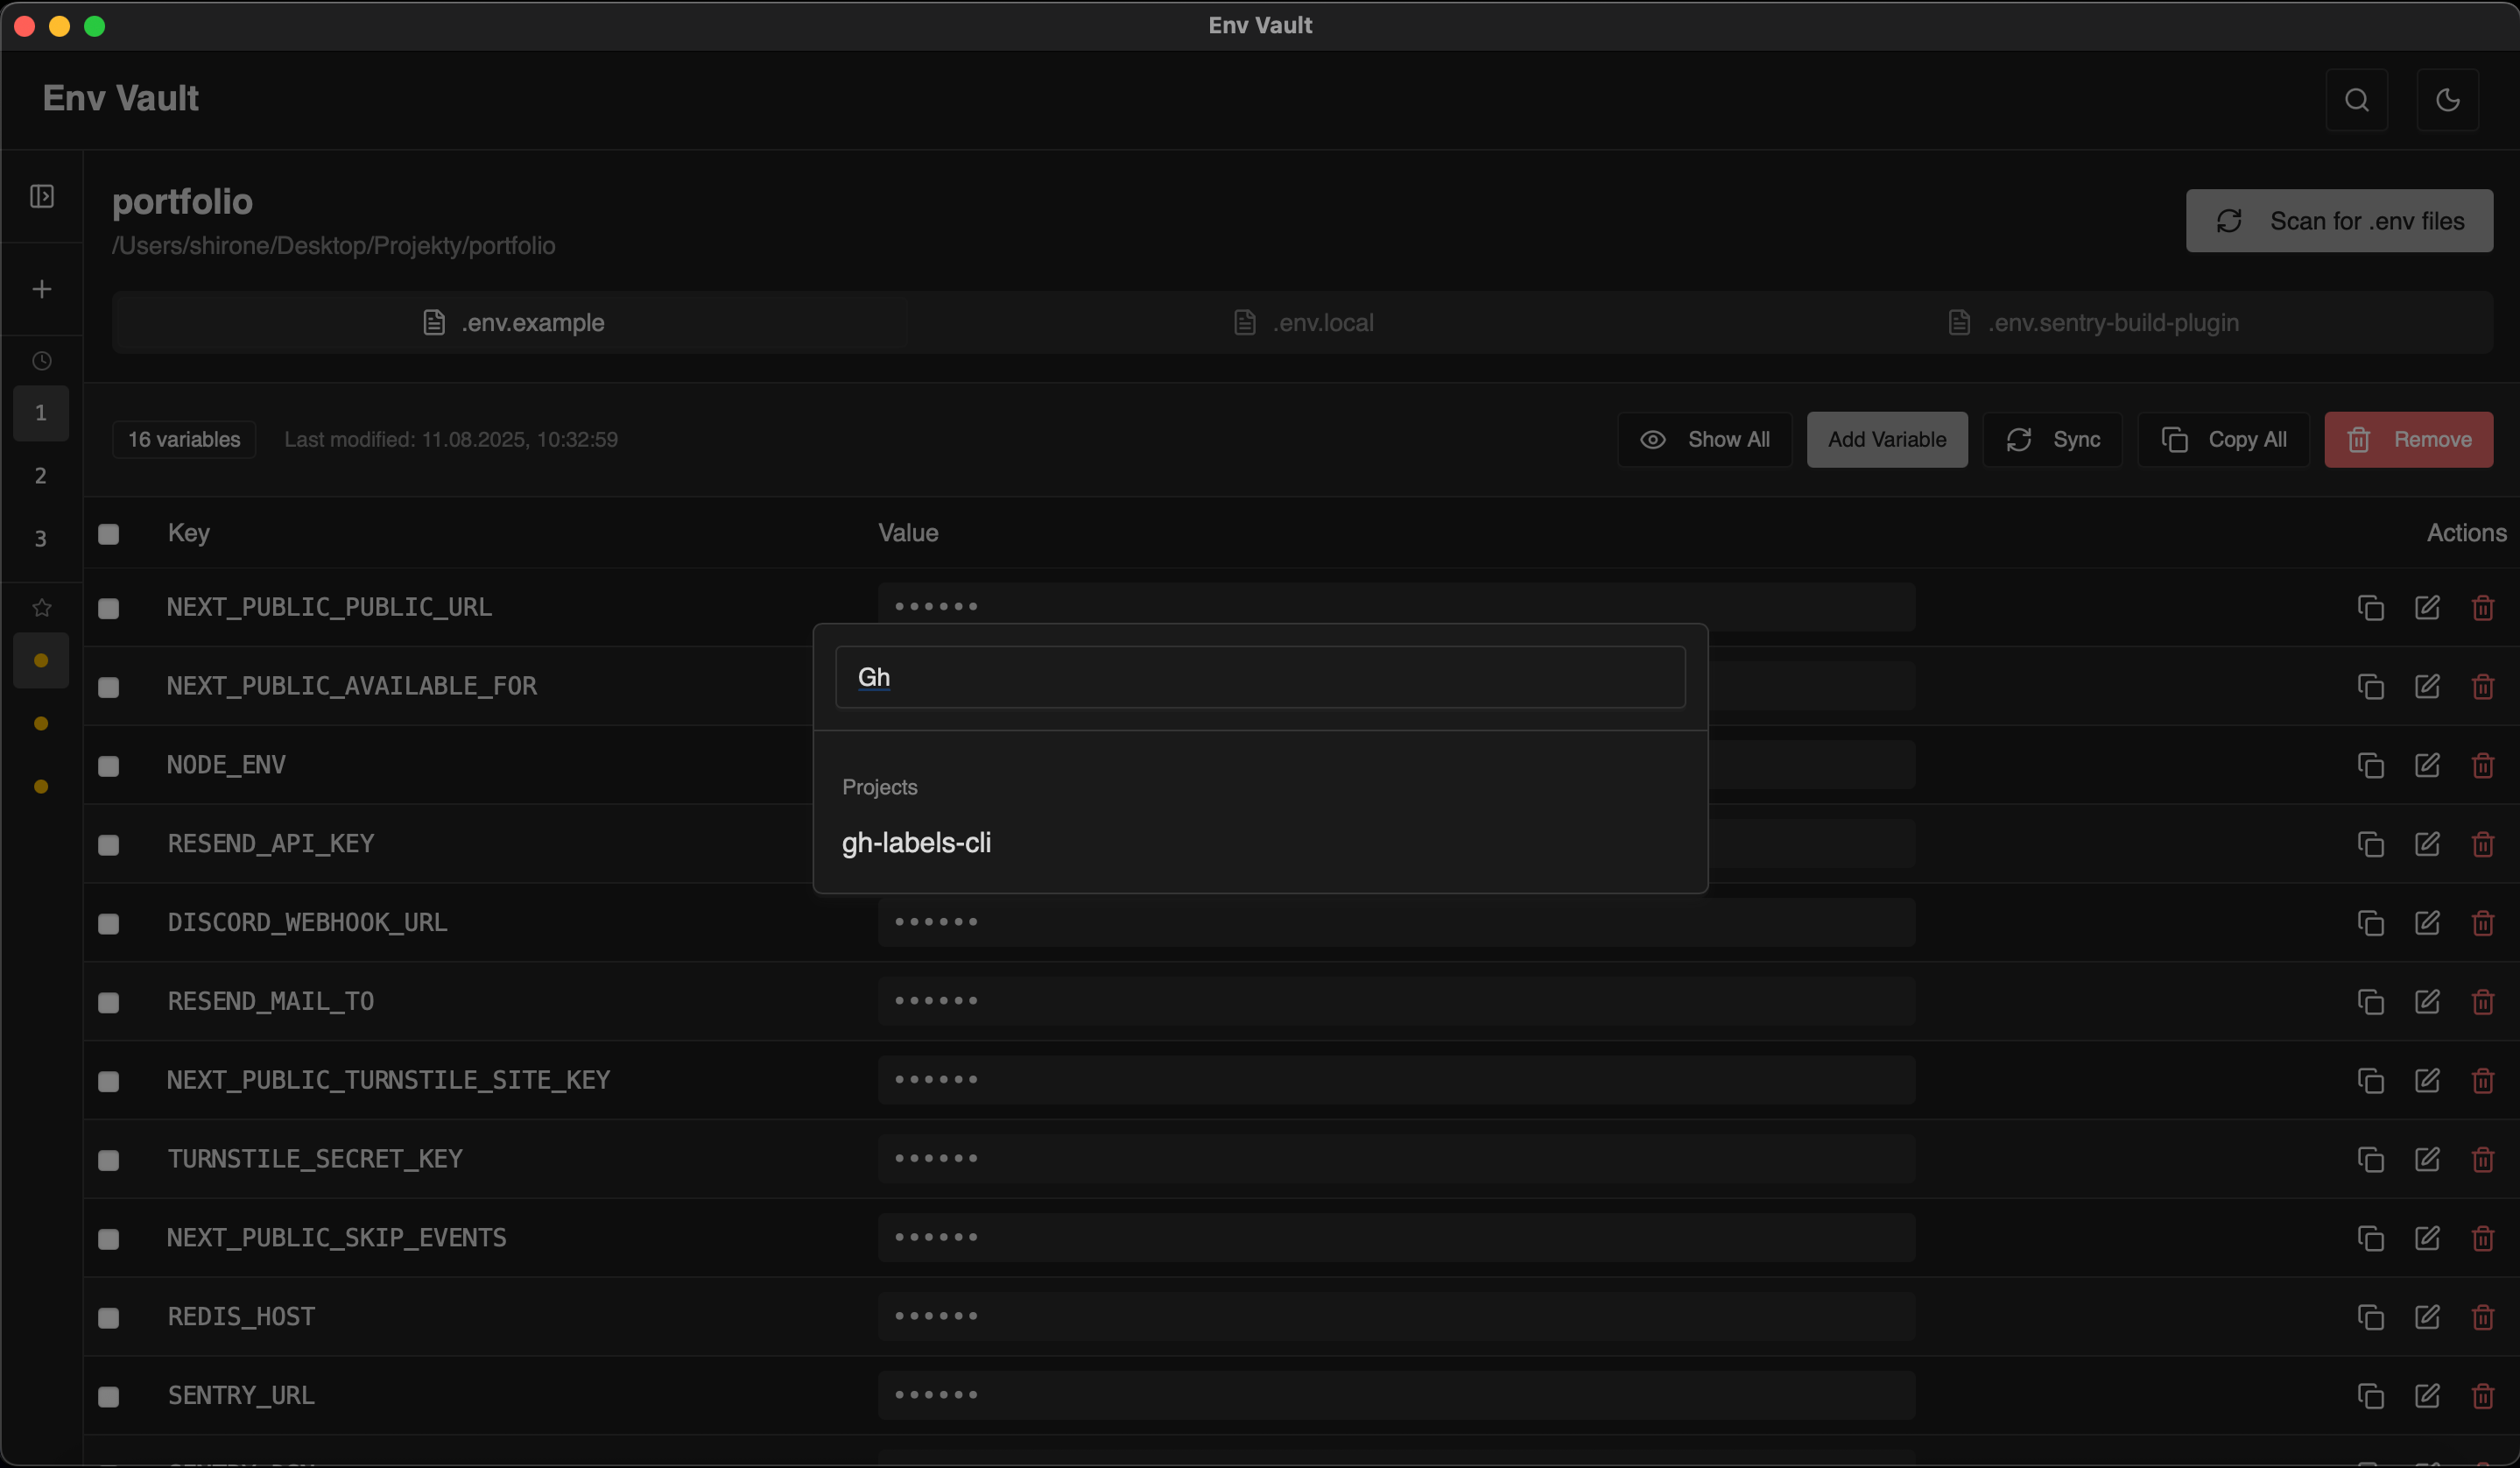 Env Vault
Env Vault
portfolio
/Users/shirone/Desktop/Projekty/portfolio
Scan for .env files
.env.example
.env.local
.env.sentry-build-plugin
1
2
3
16 variables
Last modified: 11.08.2025, 10:32:59
Show All
Add Variable
Sync
Copy All
Remove
Key
Value
Actions
NEXT_PUBLIC_PUBLIC_URL
••••••
NEXT_PUBLIC_AVAILABLE_FOR
Gh
NODE_ENV
Projects
RESEND_API_KEY
gh-labels-cli
DISCORD_WEBHOOK_URL
••••••
RESEND_MAIL_TO
••••••
NEXT_PUBLIC_TURNSTILE_SITE_KEY
••••••
TURNSTILE_SECRET_KEY
••••••
NEXT_PUBLIC_SKIP_EVENTS
••••••
REDIS_HOST
••••••
SENTRY_URL
••••••